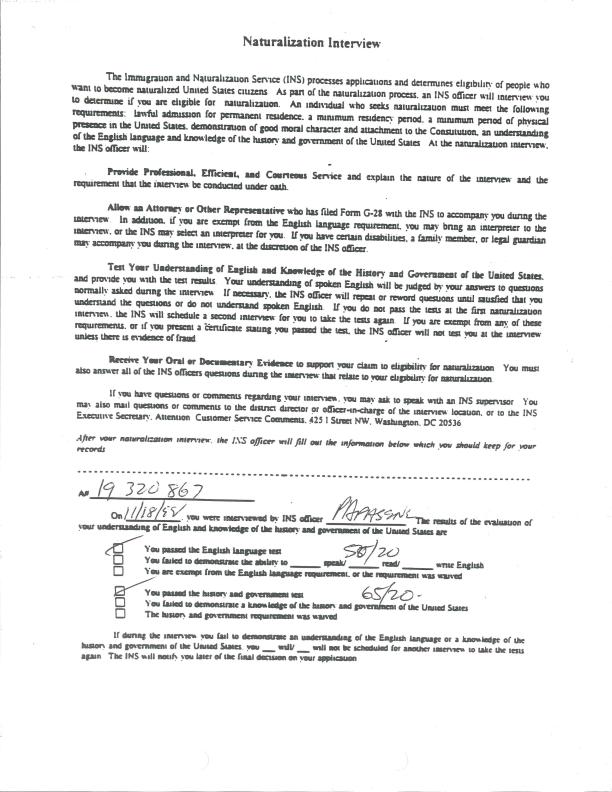 Naturalization Interview
The Immigration and Naturalization Service (INS) processes applications and determines eligibility of people who
want to become naturalized United States citizens As part of the naturalization process, an INS officer will interview you
to determine if you are eligible for naturalization. An individual who seeks naturalization must meet the following
requirements: lawful admission for permanent residence, a minimum residency period, a minimum period of physical
presence in the United States, demonstration of good moral character and attachment to the Constitution, an understanding
of the English language and knowledge of the history and government of the United States At the naturalization interview,
the INS officer will:
Provide Professional, Efficient, and Courteous Service and explain the nature of the interview and the
requirement that the interview be conducted under oath.
Allow an Attorney or Other Representative who has filed Form G-28 with the INS to accompany you during the
interview. In addition, if you are exempt from the English language requirement, you may bring an interpreter to the
interview, or the INS may select an interpreter for you. If you have certain disabilities, a family member, or legal guardian
may accompany you during the interview, at the discretion of the INS officer.
Test Your Understanding of English and Knowledge of the History and Government of the United States,
and provide you with the test results. Your understanding of spoken English will be judged by your answers to questions
normally asked during the interview If necessary, the INS officer will repeat or reword questions until satisfied that you
understand the questions or do not understand spoken English. If you do not pass the tests at the first naturalization
interview, the INS will schedule a second interview for you to take the tests again If you are exempt from any of these
requirements, or if you present a certificate stating you passed the test, the INS officer will not test you at the interview
unless there is evidence of fraud
Receive Your Oral or Documentary Evidence to support your claim to eligibility for naturalization You must
also answer all of the INS officers questions during the interview that relate to your eligibility for naturalization
If you have questions or comments regarding your interview, you may ask to speak with an INS supervisor You
may also mail questions or comments to the district director or officer-in-charge of the interview location, or to the INS
Executive Secretary, Attention Customer Service Comments, 425 I Street NW, Washington, DC 20536
After your naturalization interview, the INS officer will fill out the information below which you should keep for your
records
A# 19 320 867
On 11/18/98, you were interviewed by INS officer The results of the evaluation of
your understanding of English and knowledge of the history and government of the United States are
You passed the English language test 50/20
You failed to demonstrate the ability to ______ speak/ ______ read/ ______ write English
You are exempt from the English language requirement, or the requirement was waived
You passed the history and government test 65/20-
You failed to demonstrate a knowledge of the history and government of the United States
The history and government requirement was waived
If during the interview you fail to demonstrate an understanding of the English language or a knowledge of the
history and government of the United States, you ___ will/ ___ will not be scheduled for another interview to take the tests
again The INS will notify you later of the final decision on your application